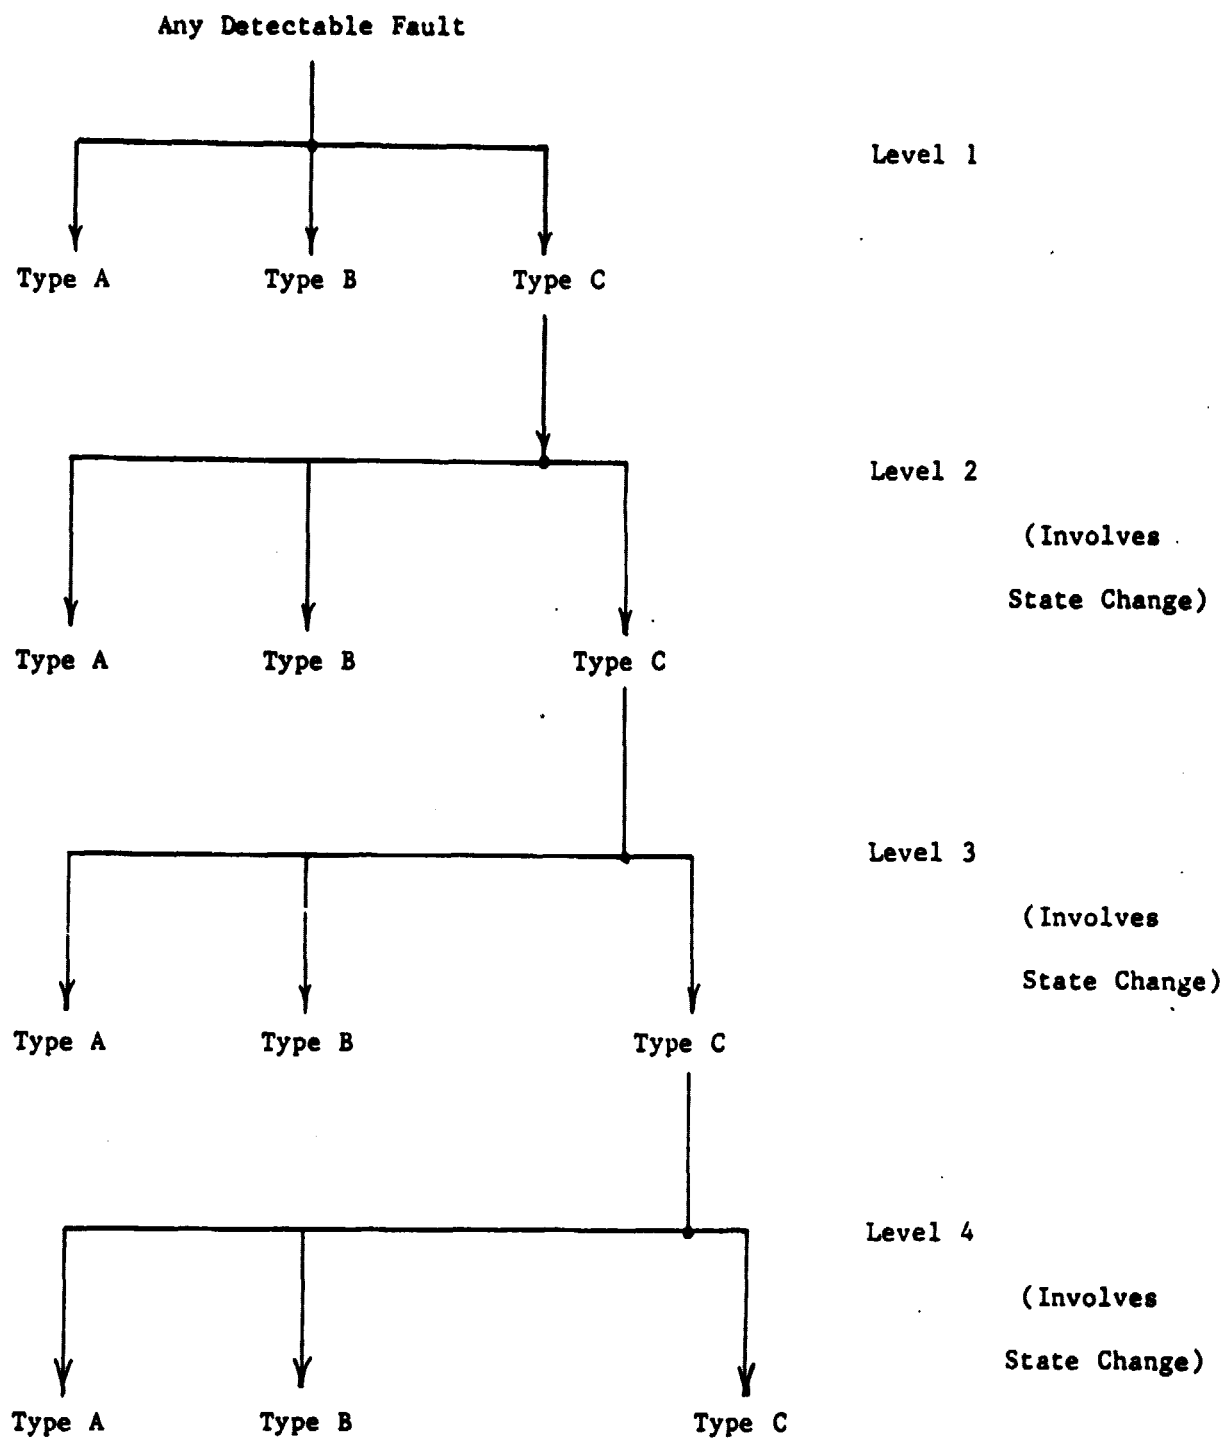 Any Detectable Fault
Level 1
Type A Type B Type C
Level 2
(Involves
State Change)
Type A Type B Type C
Level 3
(Involves
State Change)
Type A Type B Type C
Level 4
(Involves
State Change)
Type A Type B Type C